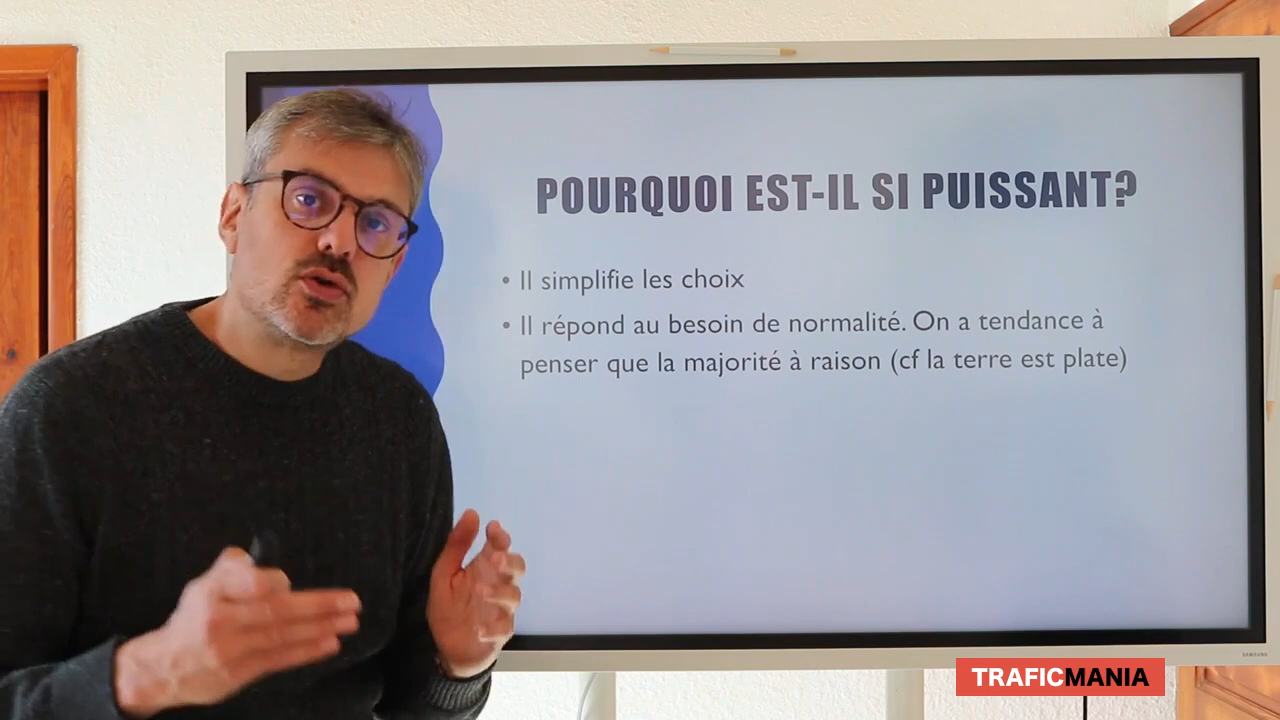 POURQUOI EST-IL SI PUISSANT?
• Il simplifie les choix
• Il répond au besoin de normalité. On a tendance à
penser que la majorité à raison (cf la terre est plate)
SAMSUNG
TRAFICMANIA